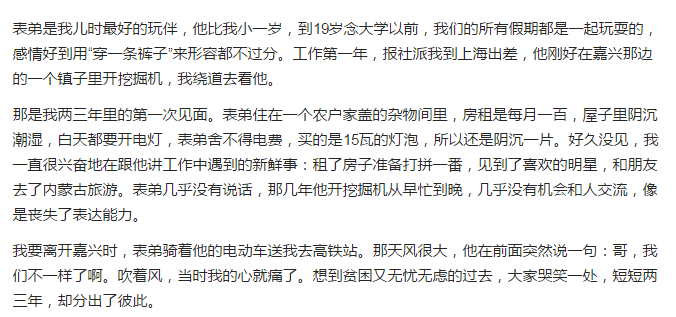 表弟是我儿时最好的玩伴，他比我小一岁，到19岁念大学以前，我们的所有假期都是一起玩耍的，
感情好到用“穿一条裤子”来形容都不过分。工作第一年，报社派我到上海出差，他刚好在嘉兴那边
的一个镇子里开挖掘机，我绕道去看他。
那是我两三年里的第一次见面。表弟住在一个农户家盖的杂物间里，房租是每月一百，屋子里阴沉
潮湿，白天都要开电灯，表弟舍不得电费，买的是15瓦的灯泡，所以还是阴沉一片。好久没见，我
一直很兴奋地在跟他讲工作中遇到的新鲜事：租了房子准备打拼一番，见到了喜欢的明星，和朋友
去了内蒙古旅游。表弟几乎没有说话，那几年他开挖掘机从早忙到晚，几乎没有机会和人交流，像
是丧失了表达能力。
我要离开嘉兴时，表弟骑着他的电动车送我去高铁站。那天风很大，他在前面突然说一句：哥，我
们不一样了啊。吹着风，当时我的心就痛了。想到贫困又无忧无虑的过去，大家哭笑一处，短短两
三年，却分出了彼此。